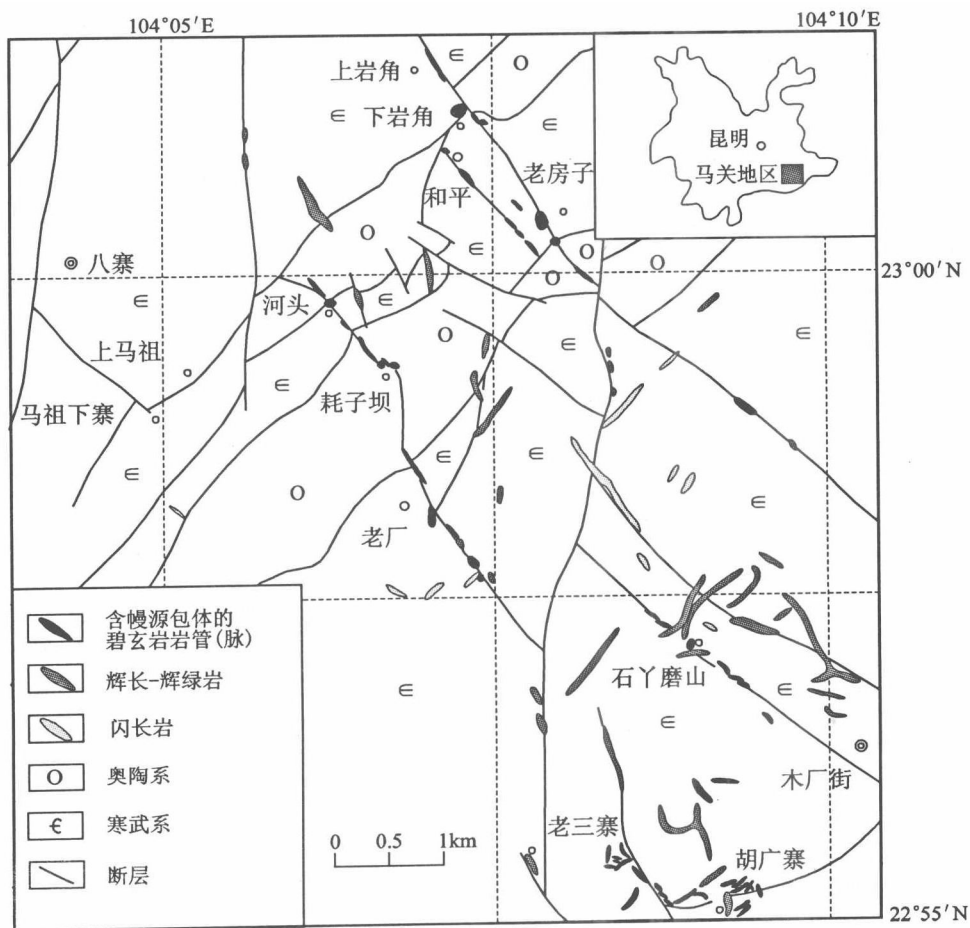 104°05′E
104°10′E
上岩角
∈
O
∈ 下岩角
∈
昆明
马关地区
老房子
和平
O
∈
八寨
23°00′N
O
O
O
∈
河头
∈
∈
上马祖
O
∈
马祖下寨
∈
耗子坝
∈
∈
∈
O
∈
老厂
含幔源包体的
碧玄岩岩管(脉)
辉长-辉绿岩
闪长岩
O 奥陶系
∈ 寒武系
断层
∈
石丫磨山
∈
∈
木厂街
0 0.5 1km
老三寨
胡广寨
22°55′N